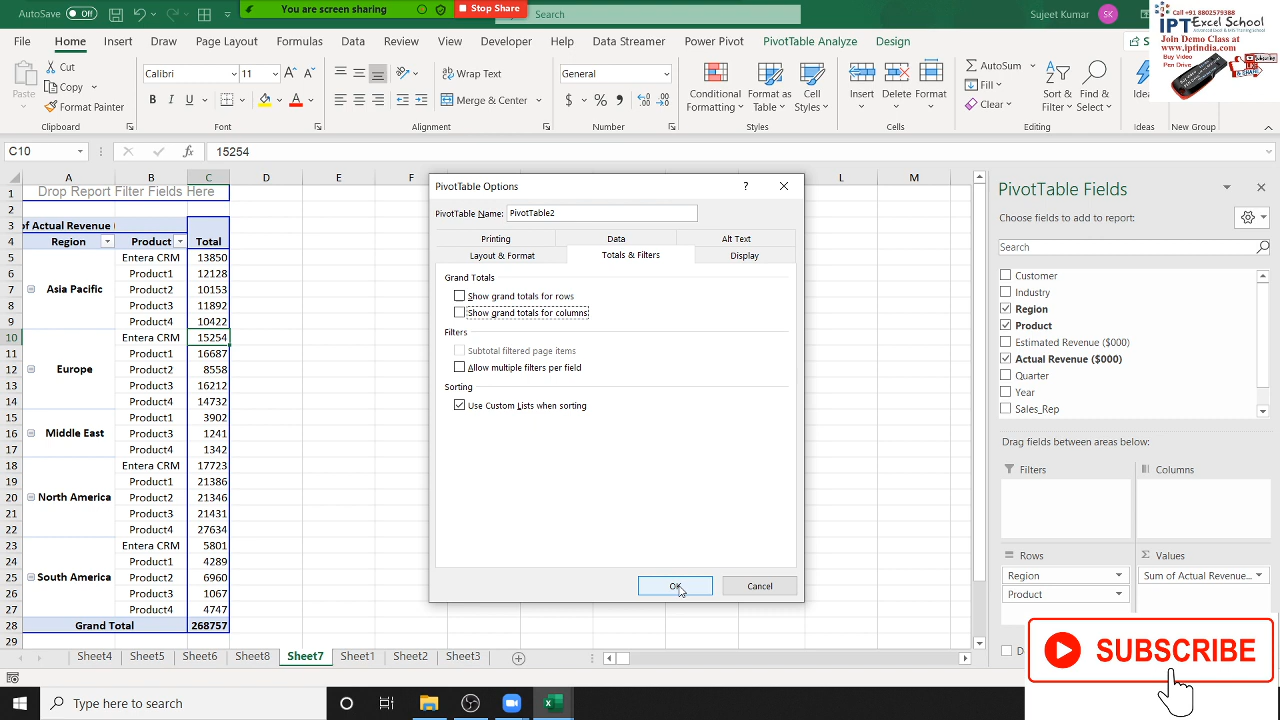 AutoSave Off
You are screen sharing
Stop Share
Search
Sujeet Kumar
SK
Call +91 8802579388
IPT Excel School
Advanced Excel & MIS Training School
Join Demo Class at
www.iptindia.com
Buy Video
Pen Drive
File Home Insert Draw Page Layout Formulas Data Review View Developer Help Data Streamer Power Pivot PivotTable Analyze Design
Paste
Cut
Copy
Format Painter
Calibri 11
Wrap Text
Merge & Center
General
Conditional Formatting
Format as Table
Cell Styles
Insert Delete Format
AutoSum
Fill
Clear
Sort & Filter
Find & Select
Ideas
Clipboard Font Alignment Number Styles Cells Editing Ideas New Group
C10 fx 15254
A B C D E F L M
1 Drop Report Filter Fields Here
2
3 of Actual Revenue (
4 Region Product Total
5 Entera CRM 13850
6 Product1 12128
7 Asia Pacific Product2 10153
8 Product3 11892
9 Product4 10422
10 Entera CRM 15254
11 Product1 16687
12 Europe Product2 8558
13 Product3 16212
14 Product4 14732
15 Product1 3902
16 Middle East Product3 1241
17 Product4 1342
18 Entera CRM 17723
19 Product1 21386
20 North America Product2 21346
21 Product3 21431
22 Product4 27634
23 Entera CRM 5801
24 Product1 4289
25 South America Product2 6960
26 Product3 1067
27 Product4 4747
28 Grand Total 268757
29
PivotTable Options
PivotTable Name: PivotTable2
Printing Data Alt Text
Layout & Format Totals & Filters Display
Grand Totals
Show grand totals for rows
Show grand totals for columns
Filters
Subtotal filtered page items
Allow multiple filters per field
Sorting
Use Custom Lists when sorting
OK Cancel
PivotTable Fields
Choose fields to add to report:
Search
Customer
Industry
Region
Product
Estimated Revenue ($000)
Actual Revenue ($000)
Quarter
Year
Sales_Rep
Drag fields between areas below:
Filters Columns
Rows Values
Region Sum of Actual Revenue...
Product
SUBSCRIBE
Sheet4 Sheet5 Sheet6 Sheet8 Sheet7 Sheet1 Sheet2
Type here to search